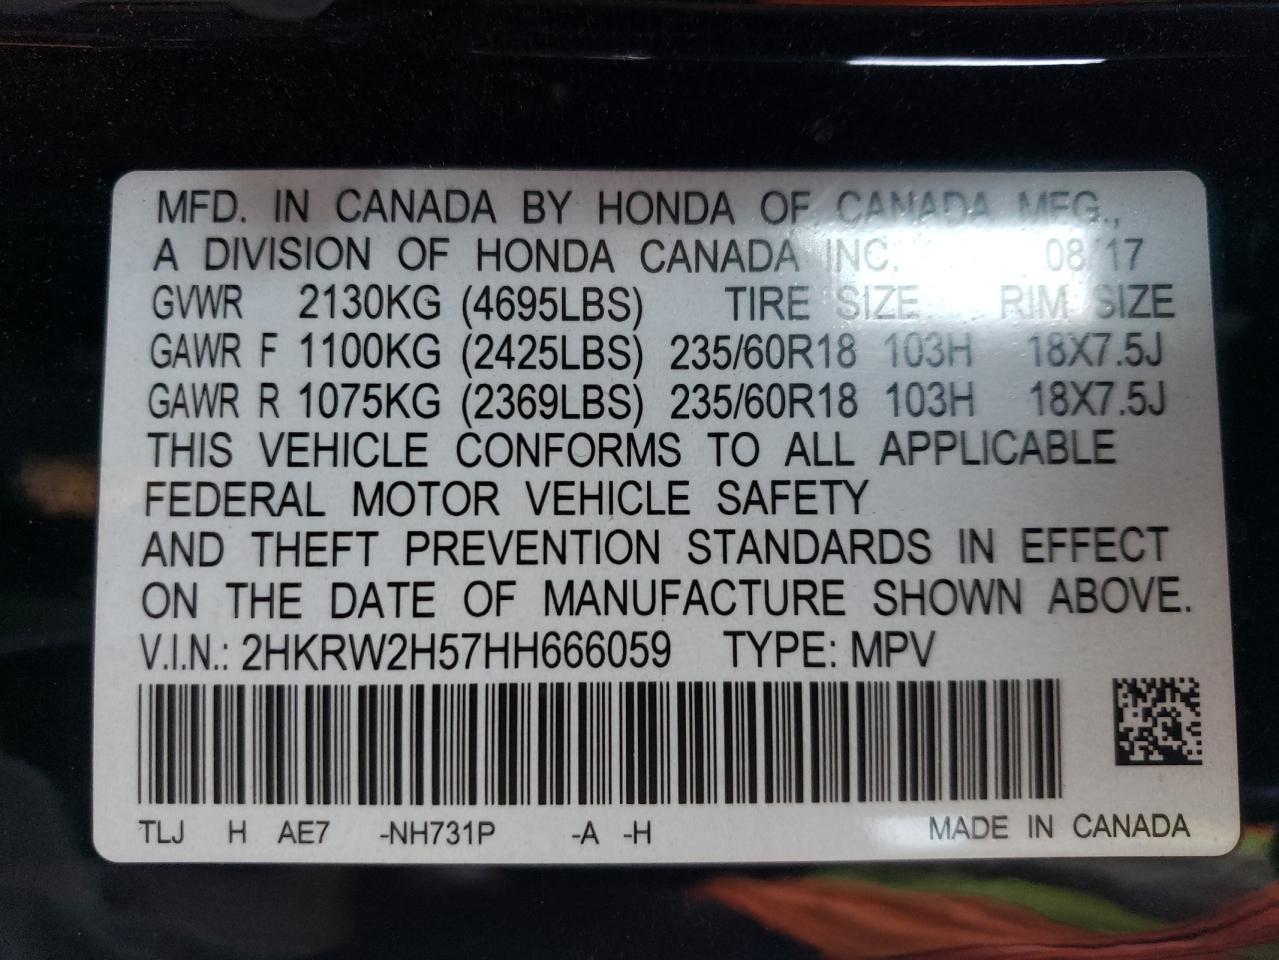 MFD. IN CANADA BY HONDA OF CANADA MFG.,
A DIVISION OF HONDA CANADA INC. 08/17
GVWR 2130KG (4695LBS) TIRE SIZE RIM SIZE
GAWR F 1100KG (2425LBS) 235/60R18 103H 18X7.5J
GAWR R 1075KG (2369LBS) 235/60R18 103H 18X7.5J
THIS VEHICLE CONFORMS TO ALL APPLICABLE
FEDERAL MOTOR VEHICLE SAFETY
AND THEFT PREVENTION STANDARDS IN EFFECT
ON THE DATE OF MANUFACTURE SHOWN ABOVE.
V.I.N.: 2HKRW2H57HH666059 TYPE: MPV
TLJ H AE7 -NH731P -A -H MADE IN CANADA